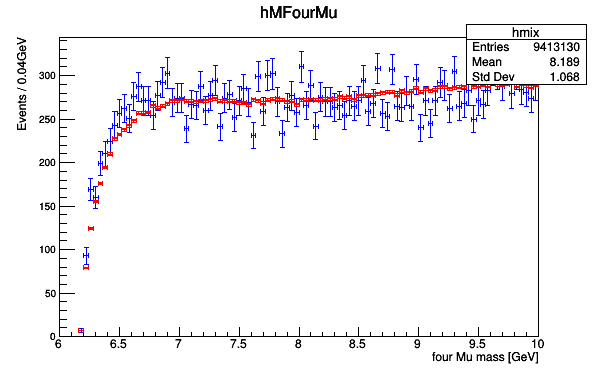 hMFourMu
hmix
Entries 9413130
Mean 8.189
Std Dev 1.068
Events / 0.04GeV
300
250
200
150
100
50
0
6 6.5 7 7.5 8 8.5 9 9.5 10
four Mu mass [GeV]